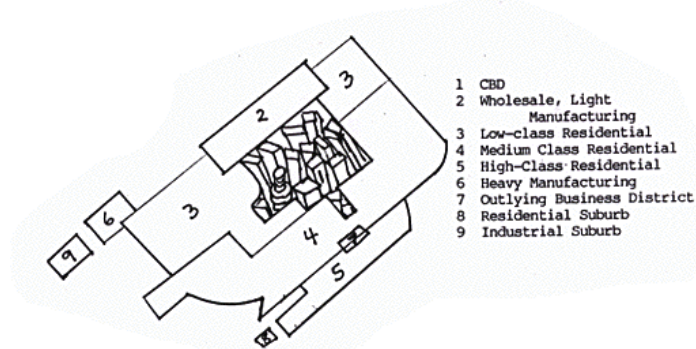 3
2
3
6
9
4
7
5
8
1 CBD
2 Wholesale, Light
Manufacturing
3 Low-class Residential
4 Medium Class Residential
5 High-Class Residential
6 Heavy Manufacturing
7 Outlying Business District
8 Residential Suburb
9 Industrial Suburb